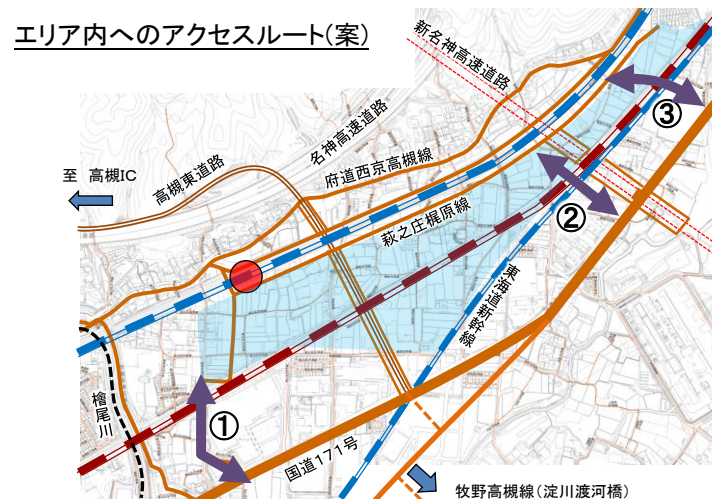 エリア内へのアクセスルート(案)
新名神高速道路
③
名神高速道路
至 高槻IC
高槻東道路
府道西京高槻線
②
萩之庄梶原線
東海道新幹線
檜尾川
①
国道171号
牧野高槻線(淀川渡河橋)